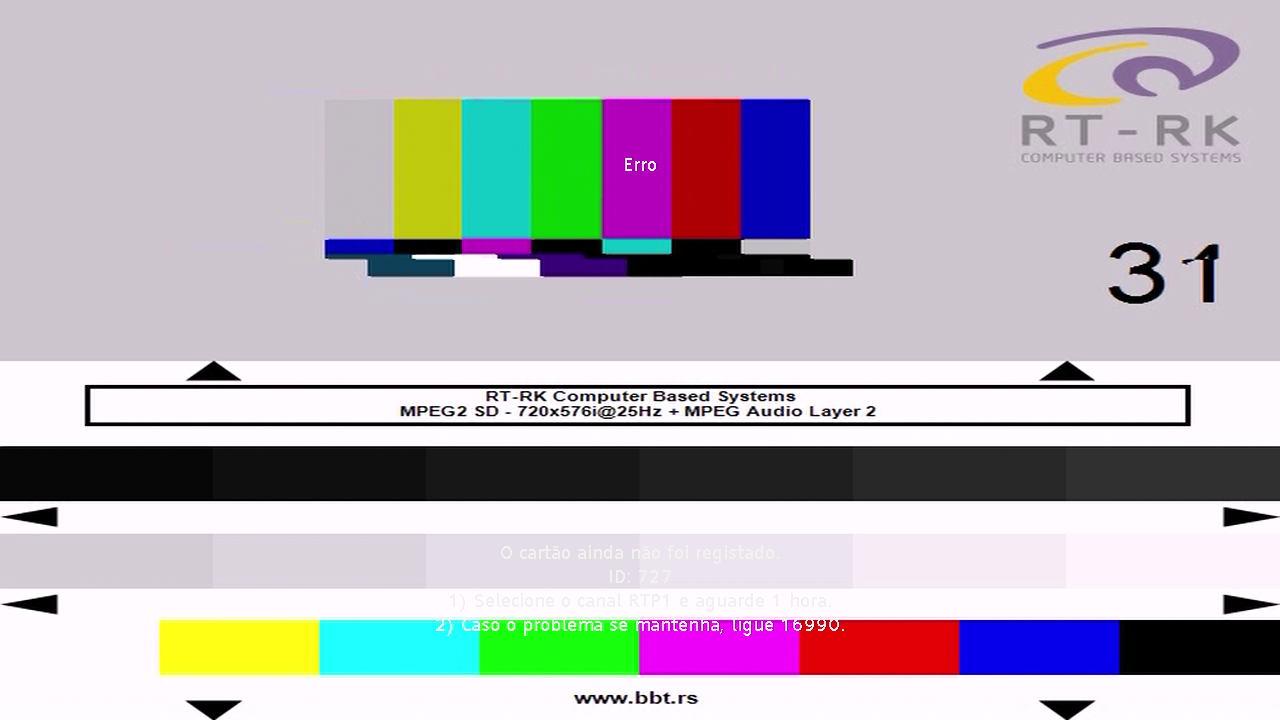 RT-RK
COMPUTER BASED SYSTEMS
Erro
31
RT-RK Computer Based Systems
MPEG2 SD - 720x576i@25Hz + MPEG Audio Layer 2
O cartão ainda não foi registado.
ID: 727
1) Selecione o canal RTP1 e aguarde 1 hora.
2) Caso o problema se mantenha, ligue 16990.
www.bbt.rs